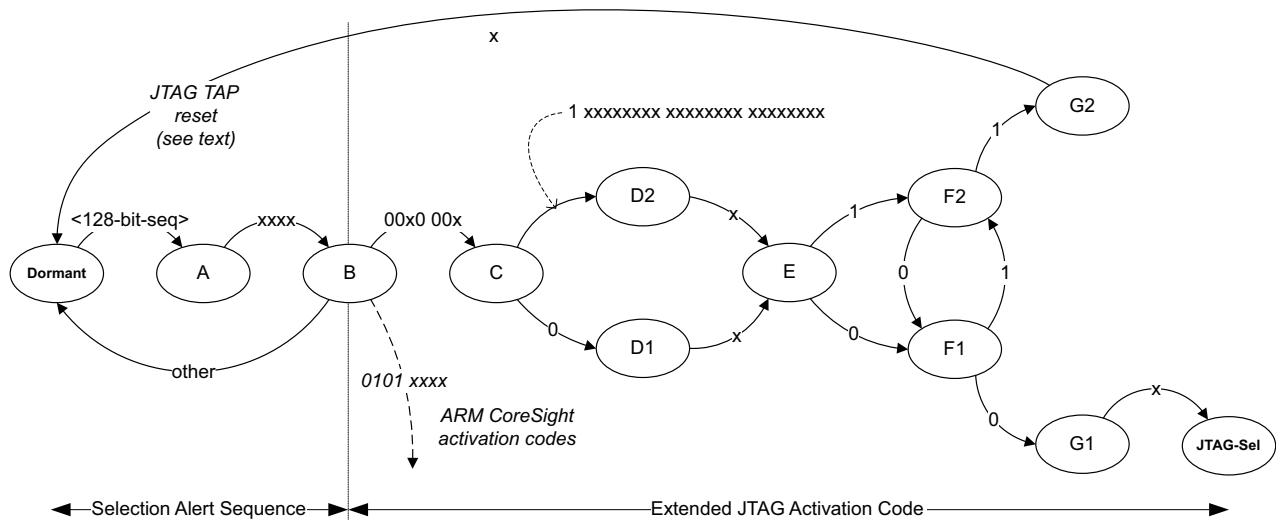 x
JTAG TAP
reset
(see text)
G2
1 xxxxxxxx xxxxxxxx xxxxxxxx
1
D2
F2
<128-bit-seq>
xxxx
00x0 00x
x
1
Dormant
A
B
C
E
0
1
0
x
0
D1
F1
other
0101 xxxx
ARM CoreSight
activation codes
0
x
G1
JTAG-Sel
Selection Alert Sequence
Extended JTAG Activation Code